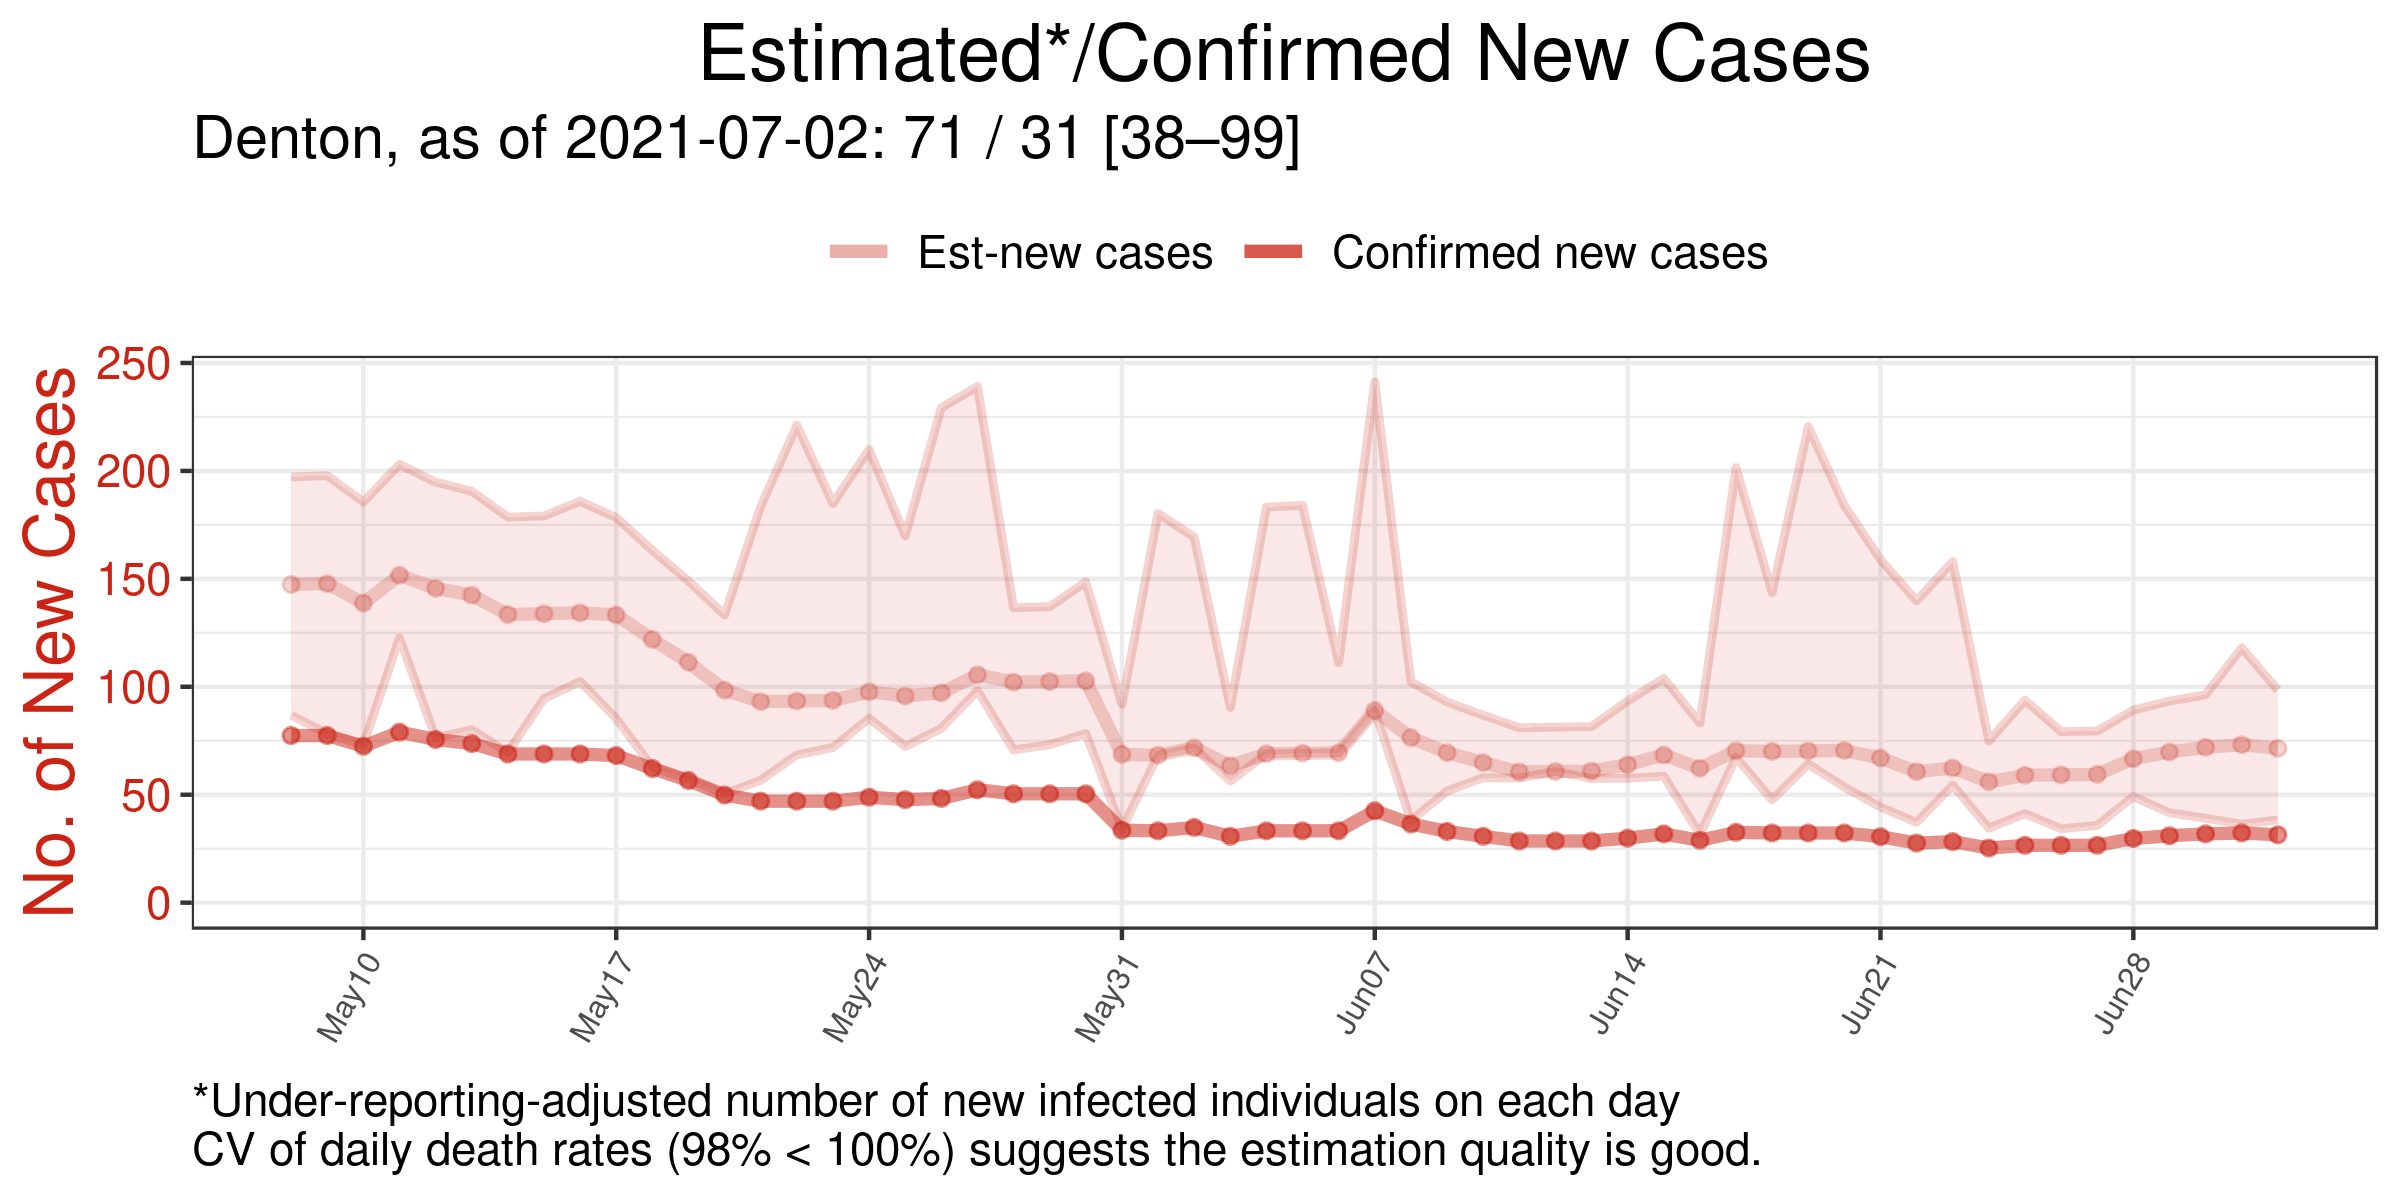 Estimated*/Confirmed New Cases
Denton, as of 2021-07-02: 71 / 31 [38–99]
Est-new cases Confirmed new cases
No. of New Cases
250
200
150
100
50
0
May10 May17 May24 May31 Jun07 Jun14 Jun21 Jun28
*Under-reporting-adjusted number of new infected individuals on each day
CV of daily death rates (98% < 100%) suggests the estimation quality is good.